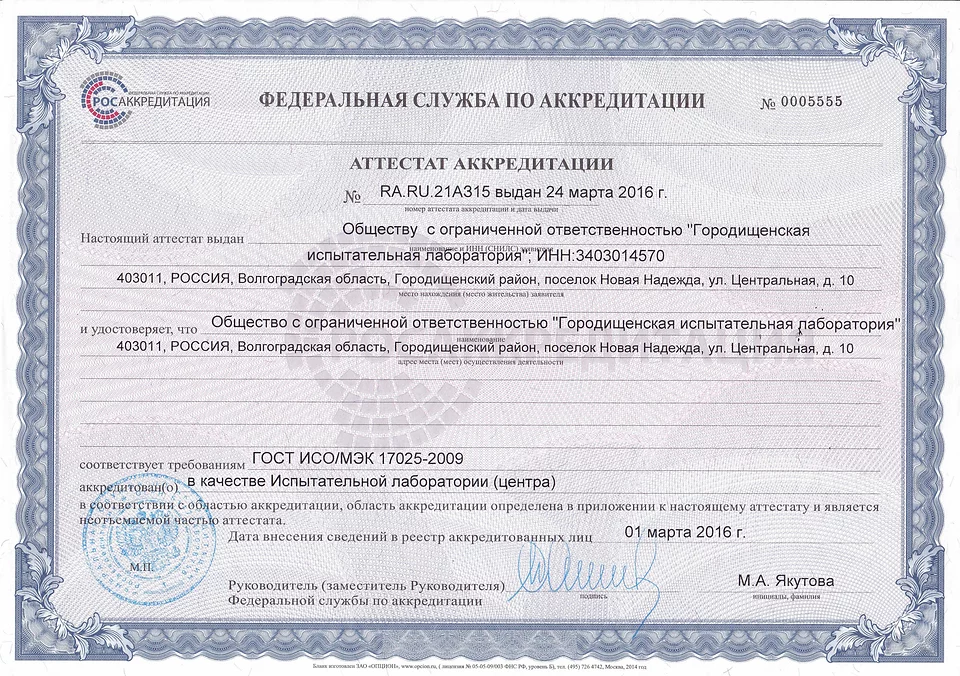 ФЕДЕРАЛЬНАЯ СЛУЖБА ПО АККРЕДИТАЦИИ
РОСАККРЕДИТАЦИЯ
ФЕДЕРАЛЬНАЯ СЛУЖБА ПО АККРЕДИТАЦИИ
№ 0005555
АТТЕСТАТ АККРЕДИТАЦИИ
№ RA.RU.21АЗ15 выдан 24 марта 2016 г.
номер аттестата аккредитации и дата выдачи
Настоящий аттестат выдан Обществу с ограниченной ответственностью "Городищенская
наименование и ИНН (СНИЛС) заявителя
испытательная лаборатория", ИНН:3403014570
403011, РОССИЯ, Волгоградская область, Городищенский район, поселок Новая Надежда, ул. Центральная, д. 10
место нахождения (место жительства) заявителя
и удостоверяет, что Общество с ограниченной ответственностью "Городищенская испытательная лаборатория"
наименование
403011, РОССИЯ, Волгоградская область, Городищенский район, поселок Новая Надежда, ул. Центральная, д. 10
адрес места (мест) осуществления деятельности
соответствует требованиям ГОСТ ИСО/МЭК 17025-2009
аккредитован(о) в качестве Испытательной лаборатории (центра)
в соответствии с областью аккредитации, область аккредитации определена в приложении к настоящему аттестату и является
неотъемлемой частью аттестата.
Дата внесения сведений в реестр аккредитованных лиц 01 марта 2016 г.
М.П.
Руководитель (заместитель Руководителя)
Федеральной службы по аккредитации
подпись
М.А. Якутова
инициалы, фамилия
Бланк изготовлен ЗАО «ОПЦИОН», www.opcion.ru, ( лицензия № 05-05-09/003 ФНС РФ, уровень Б), тел. (495) 726 4742, Москва, 2014 год